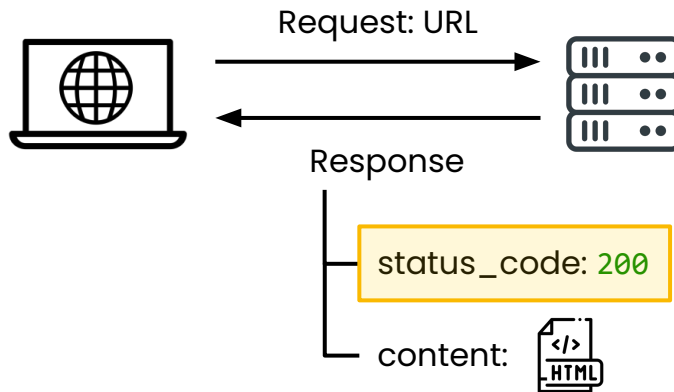 Request: URL
Response
status_code: 200
content:
</>
HTML